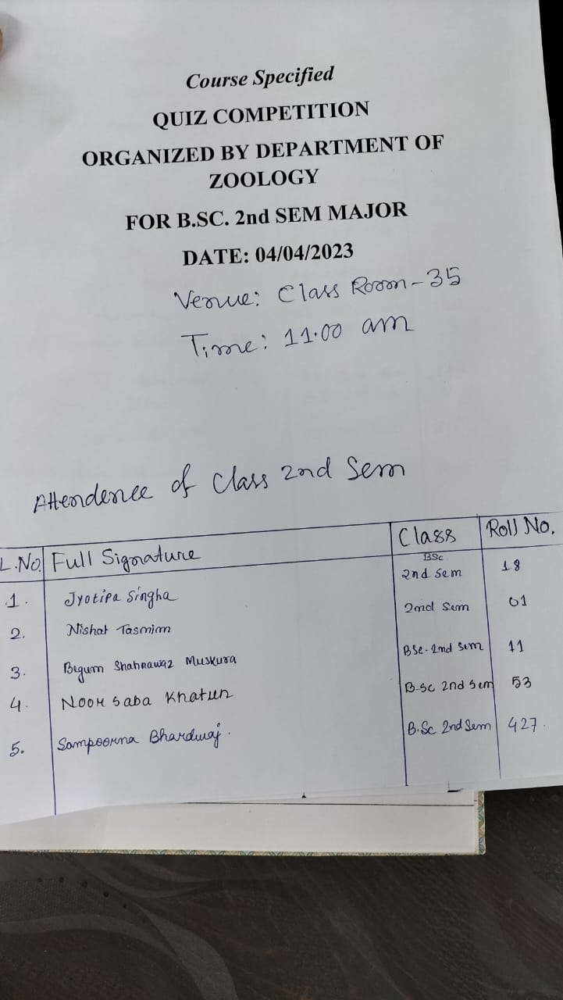 Course Specified
QUIZ COMPETITION
ORGANIZED BY DEPARTMENT OF
ZOOLOGY
FOR B.SC. 2nd SEM MAJOR
DATE: 04/04/2023
Venue: Class Room-35
Time: 11.00 am
Attendence of Class 2nd Sem
L.No. Full Signature Class Roll No.
1. Jyotipa Singha BSc 2nd Sem 18
2. Nishat Tasmim 2nd Sem 01
3. Begum Shahnawaz Muskura BSc. 2nd Sem 11
4. Noor Saba Khatun B.sc 2nd Sem 53
5. Sampoorna Bhardwaj. B.Sc 2nd Sem 427.